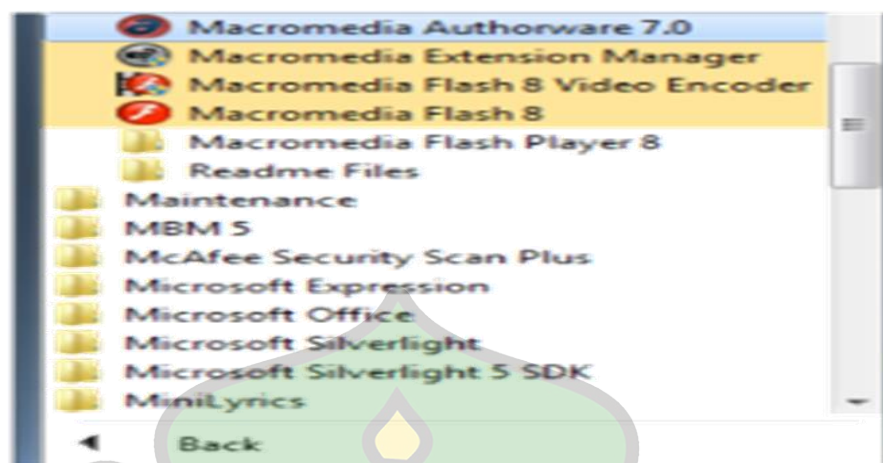 Macromedia Authorware 7.0
Macromedia Extension Manager
Macromedia Flash 8 Video Encoder
Macromedia Flash 8
Macromedia Flash Player 8
Readme Files
Maintenance
MBM 5
McAfee Security Scan Plus
Microsoft Expression
Microsoft Office
Microsoft Silverlight
Microsoft Silverlight 5 SDK
MiniLyrics
Back